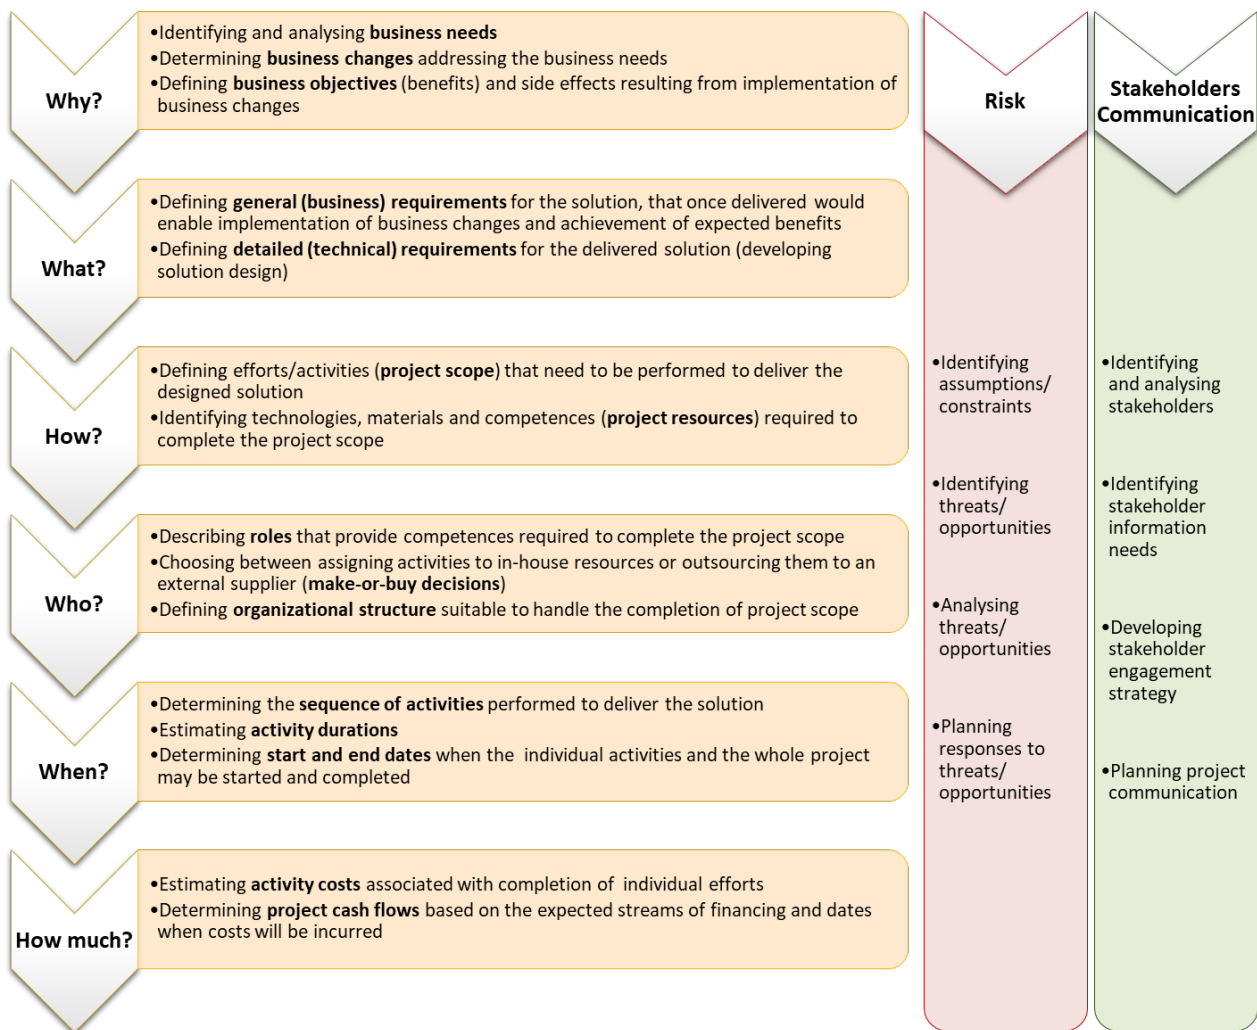 Why?
•Identifying and analysing business needs
•Determining business changes addressing the business needs
•Defining business objectives (benefits) and side effects resulting from implementation of
business changes
What?
•Defining general (business) requirements for the solution, that once delivered would
enable implementation of business changes and achievement of expected benefits
•Defining detailed (technical) requirements for the delivered solution (developing
solution design)
How?
•Defining efforts/activities (project scope) that need to be performed to deliver the
designed solution
•Identifying technologies, materials and competences (project resources) required to
complete the project scope
Who?
•Describing roles that provide competences required to complete the project scope
•Choosing between assigning activities to in-house resources or outsourcing them to an
external supplier (make-or-buy decisions)
•Defining organizational structure suitable to handle the completion of project scope
When?
•Determining the sequence of activities performed to deliver the solution
•Estimating activity durations
•Determining start and end dates when the individual activities and the whole project
may be started and completed
How much?
•Estimating activity costs associated with completion of individual efforts
•Determining project cash flows based on the expected streams of financing and dates
when costs will be incurred
Risk
•Identifying
assumptions/
constraints
•Identifying
threats/
opportunities
•Analysing
threats/
opportunities
•Planning
responses to
threats/
opportunities
Stakeholders
Communication
•Identifying
and analysing
stakeholders
•Identifying
stakeholder
information
needs
•Developing
stakeholder
engagement
strategy
•Planning project
communication